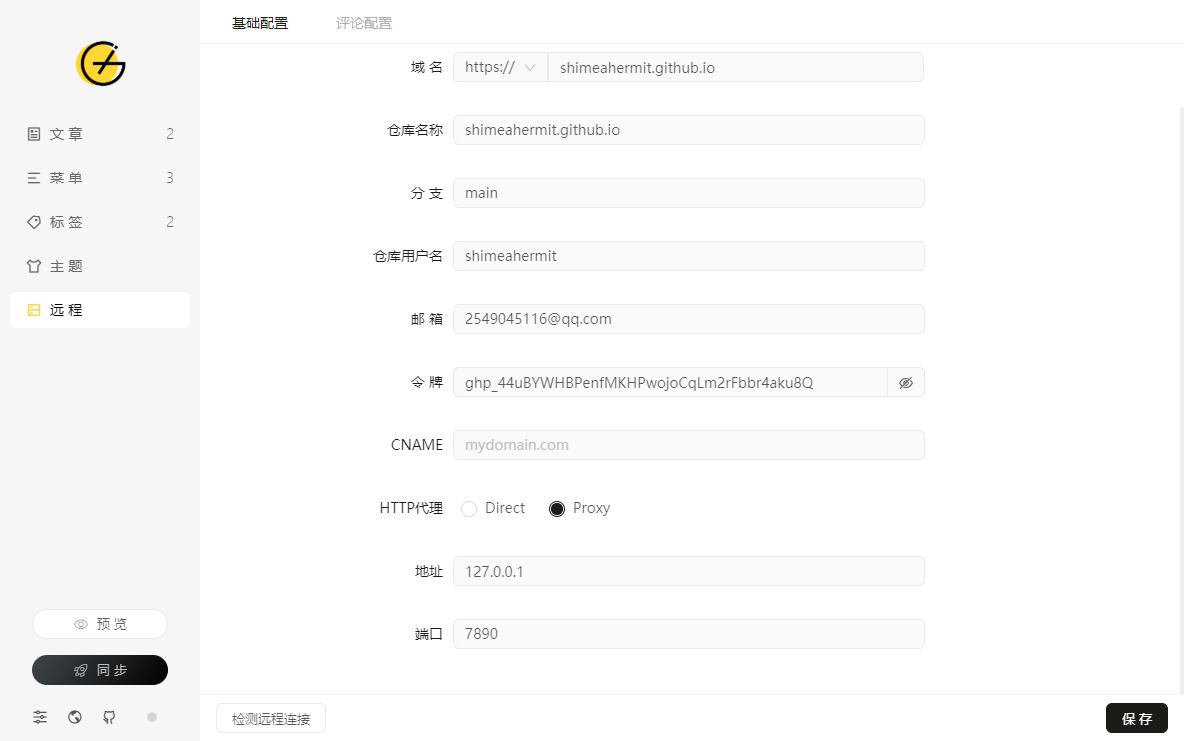 基础配置 评论配置
域 名 https:// shimeahermit.github.io
文 章 2
仓库名称 shimeahermit.github.io
菜 单 3
分 支 main
标 签 2
仓库用户名 shimeahermit
主 题
远 程
邮 箱 2549045116@qq.com
令 牌 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
CNAME mydomain.com
HTTP代理 Direct Proxy
地址 127.0.0.1
端口 7890
预 览
同 步
检测远程连接 保 存